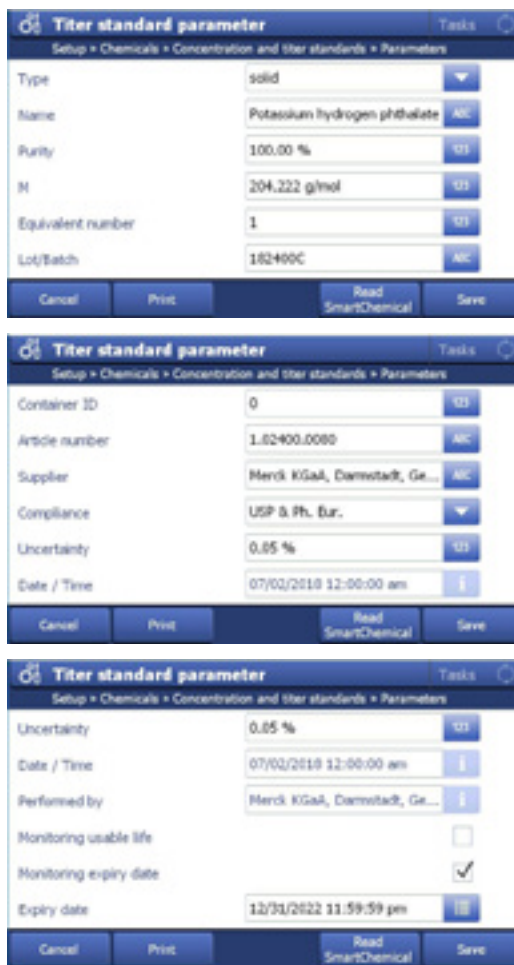 Titer standard parameter Tasks
Setup » Chemicals » Concentration and titer standards » Parameters
Type solid
Name Potassium hydrogen phthalate ABC
Purity 100.00 % 123
M 204.222 g/mol 123
Equivalent number 1 123
Lot/Batch 182400C ABC
Cancel Print Read SmartChemical Save
Titer standard parameter Tasks
Setup » Chemicals » Concentration and titer standards » Parameters
Container ID 0 123
Article number 1.02400.0080 ABC
Supplier Merck KGaA, Darmstadt, Ge... ABC
Compliance USP & Ph. Eur.
Uncertainty 0.05 % 123
Date / Time 07/02/2018 12:00:00 am i
Cancel Print Read SmartChemical Save
Titer standard parameter Tasks
Setup » Chemicals » Concentration and titer standards » Parameters
Uncertainty 0.05 % 123
Date / Time 07/02/2018 12:00:00 am i
Performed by Merck KGaA, Darmstadt, Ge... i
Monitoring usable life
Monitoring expiry date
Expiry date 12/31/2022 11:59:59 pm
Cancel Print Read SmartChemical Save